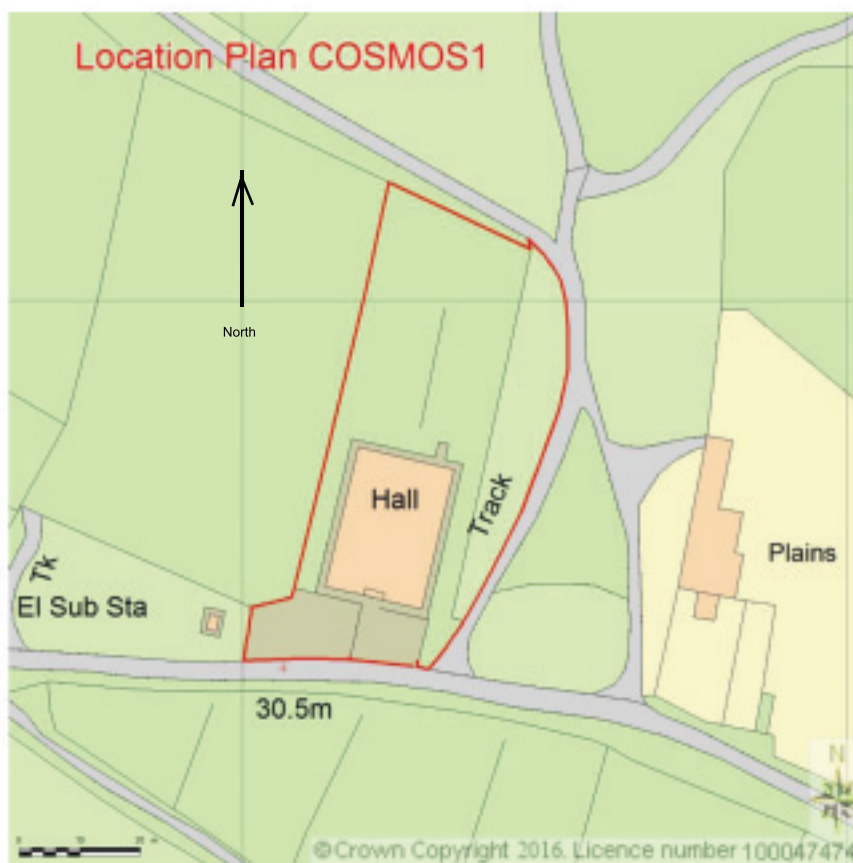 Location Plan COSMOS1
North
Hall
Track
Plains
Tk
El Sub Sta
30.5m
N
©Crown Copyright 2016. Licence number 100047474